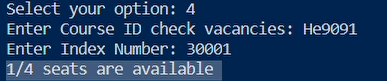 Select your option: 4
Enter Course ID check vacancies: He9091
Enter Index Number: 30001
1/4 seats are available